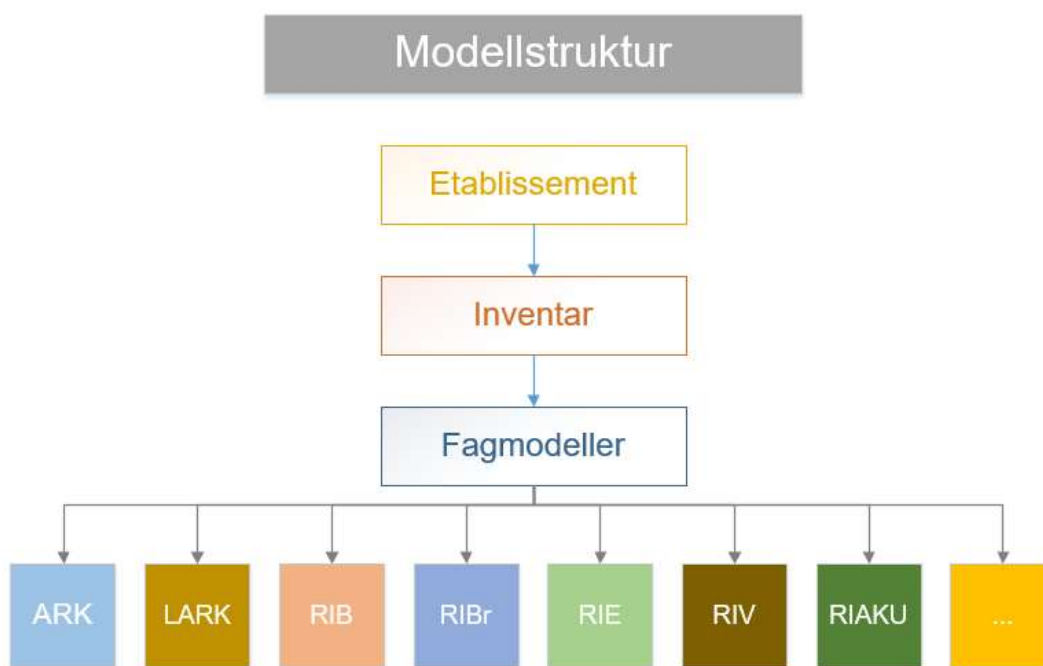 Modellstruktur
Etablissement
Inventar
Fagmodeller
ARK LARK RIB RIBr RIE RIV RIAKU ...